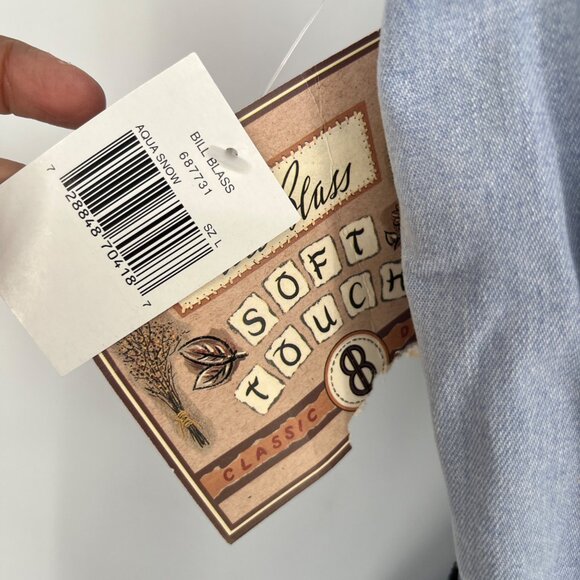 BILL BLASS
687731
AQUA SNOW
SZ L
7 28848 70418 7
Blass
SOFT
TOUCH
CLASSIC